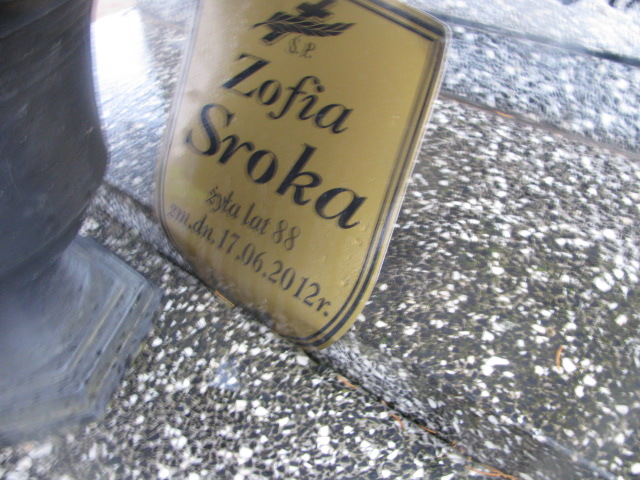 Ś.P.
Zofia
Sroka
żyła lat 88
zm.dn.17.06.2012r.